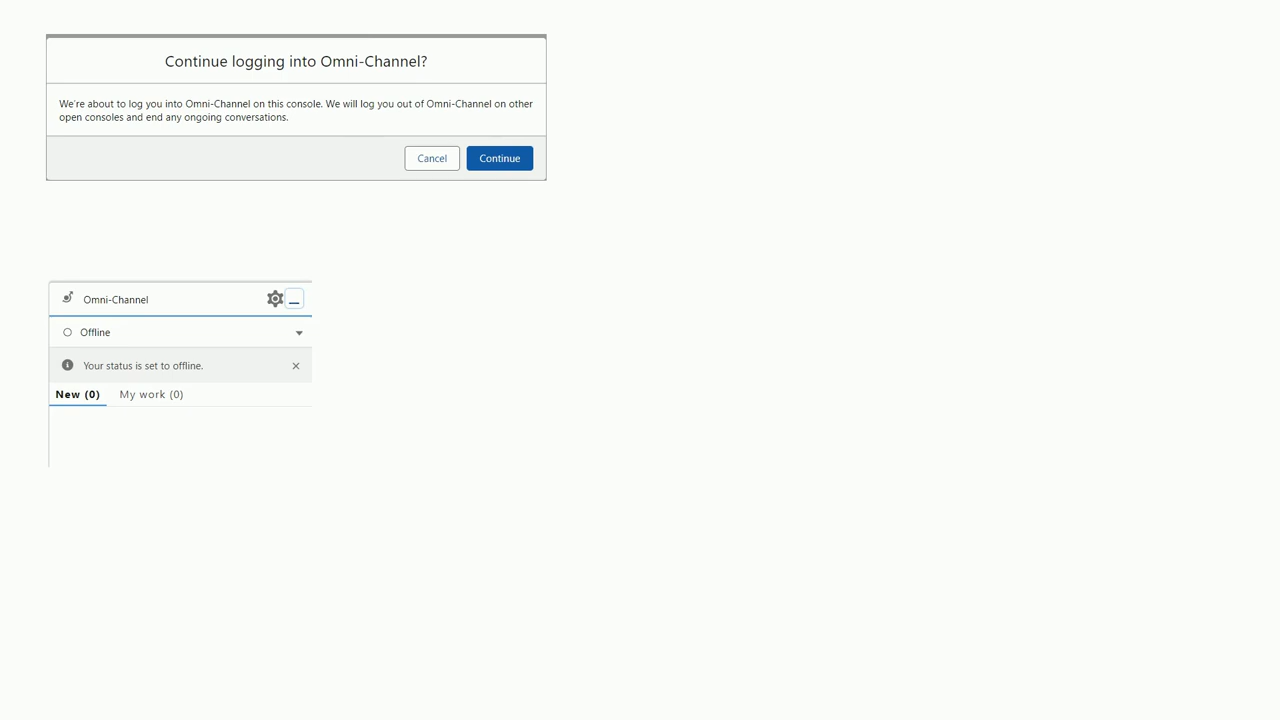 Continue logging into Omni-Channel?
We're about to log you into Omni-Channel on this console. We will log you out of Omni-Channel on other
open consoles and end any ongoing conversations.
Cancel Continue
Omni-Channel
Offline
Your status is set to offline.
New (0) My work (0)